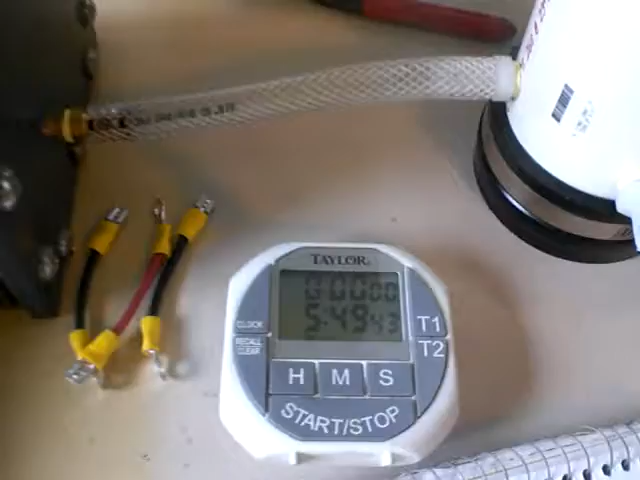 TAYLOR
0:00 00
5:49 43
CLOCK
T1
RECALL
CLEAR
T2
H M S
START/STOP